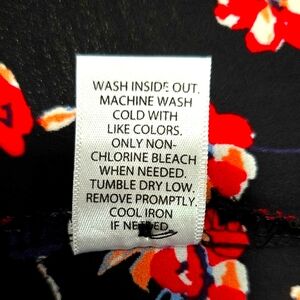 WASH INSIDE OUT.
MACHINE WASH
COLD WITH
LIKE COLORS.
ONLY NON-
CHLORINE BLEACH
WHEN NEEDED.
TUMBLE DRY LOW.
REMOVE PROMPTLY.
COOL IRON
IF NEEDED